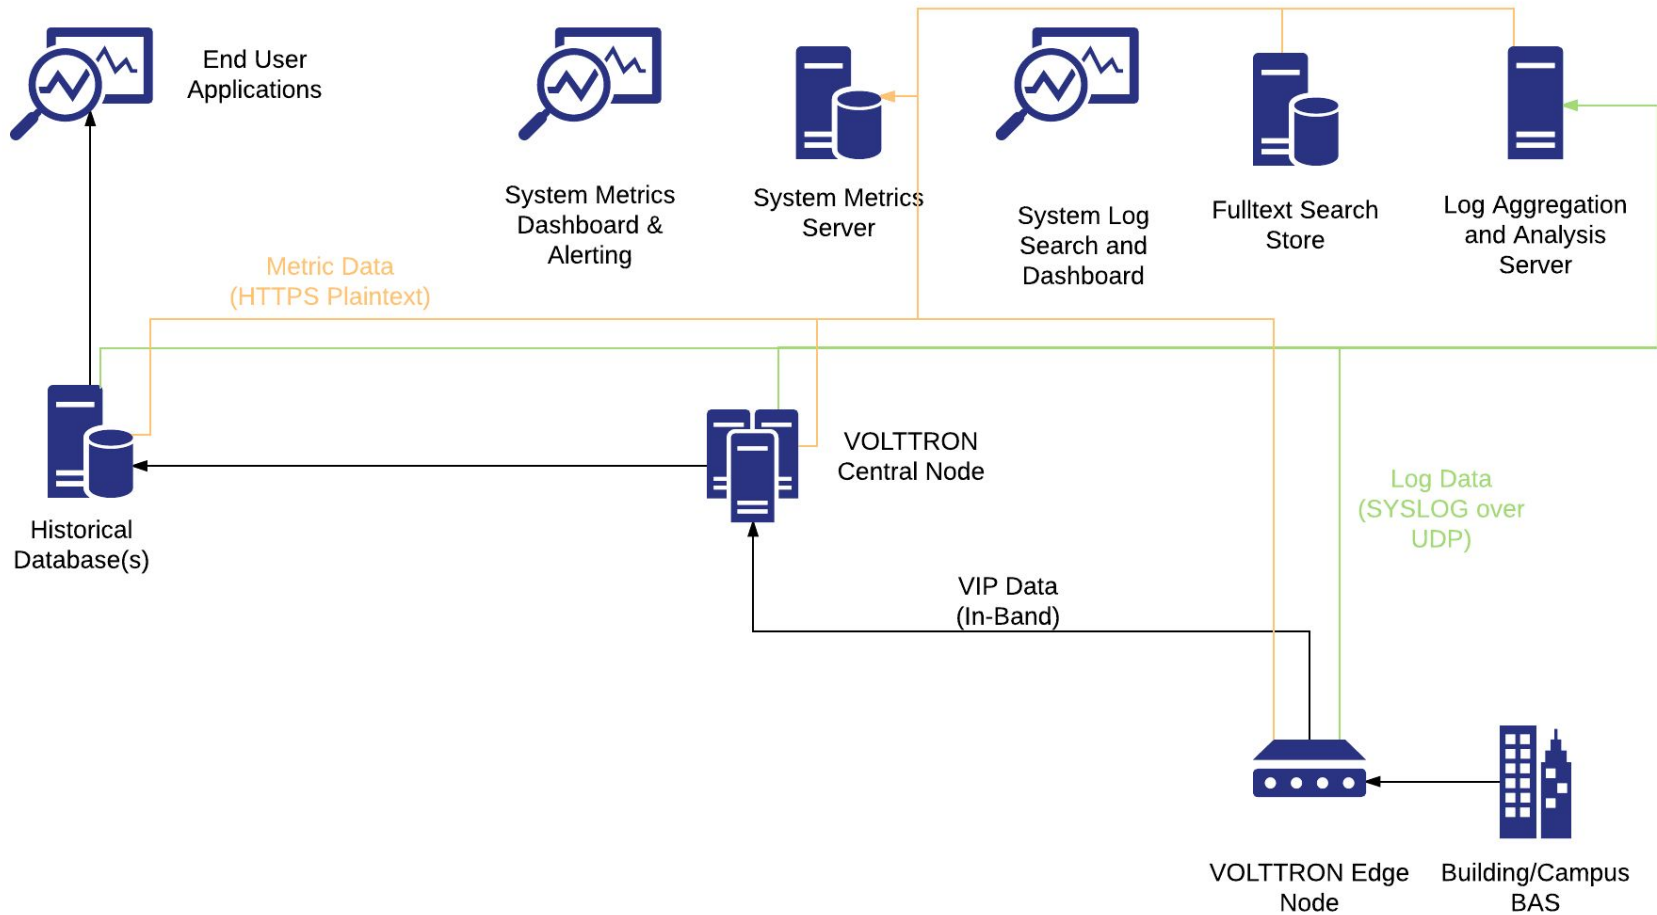 End User
Applications
System Metrics
Dashboard &
Alerting
System Metrics
Server
System Log
Search and
Dashboard
Fulltext Search
Store
Log Aggregation
and Analysis
Server
Metric Data
(HTTPS Plaintext)
VOLTTRON
Central Node
Log Data
(SYSLOG over
UDP)
Historical
Database(s)
VIP Data
(In-Band)
VOLTTRON Edge
Node
Building/Campus
BAS